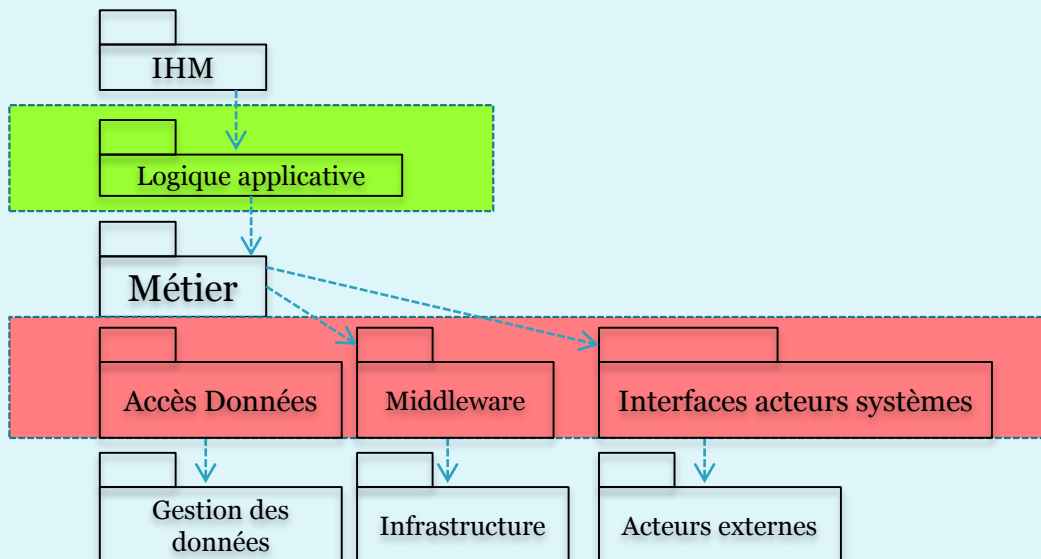 IHM
Logique applicative
Métier
Accès Données
Middleware
Interfaces acteurs systèmes
Gestion des
données
Infrastructure
Acteurs externes